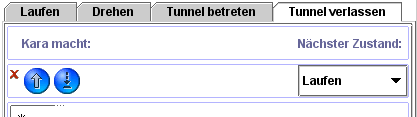 Laufen Drehen Tunnel betreten Tunnel verlassen
Kara macht: Nächster Zustand:
Laufen